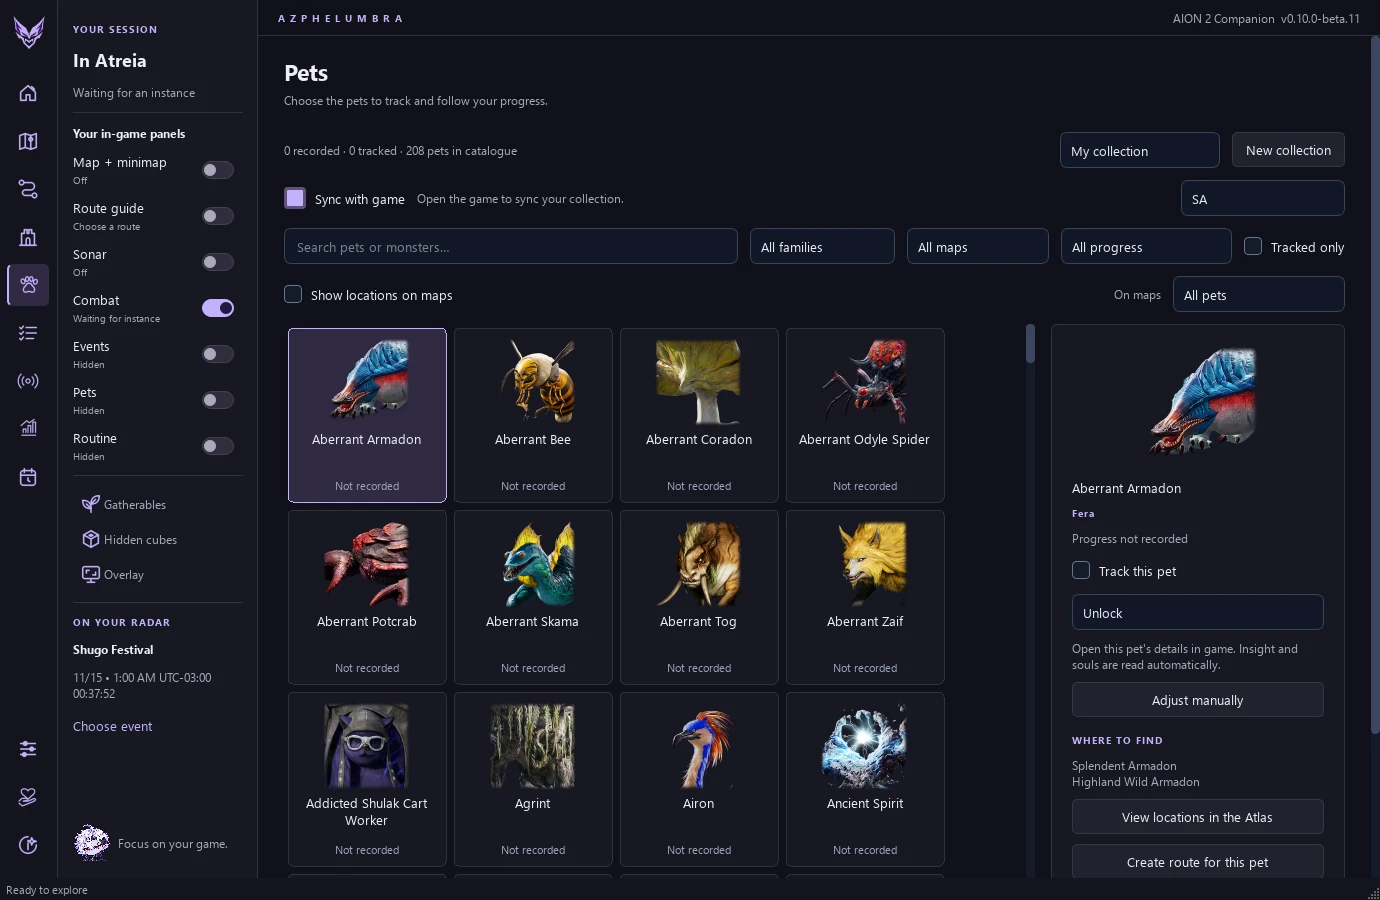 AZPHELUMBRA
AION 2 Companion v0.10.0-beta.11
YOUR SESSION
In Atreia
Waiting for an instance
Your in-game panels
Map + minimap
Off
Route guide
Choose a route
Sonar
Off
Combat
Waiting for instance
Events
Hidden
Pets
Hidden
Routine
Hidden
Gatherables
Hidden cubes
Overlay
ON YOUR RADAR
Shugo Festival
11/15 • 1:00 AM UTC-03:00
00:37:52
Choose event
Focus on your game.
Pets
Choose the pets to track and follow your progress.
0 recorded · 0 tracked · 208 pets in catalogue
My collection
New collection
Sync with game
Open the game to sync your collection.
SA
Search pets or monsters...
All families
All maps
All progress
Tracked only
Show locations on maps
On maps
All pets
Aberrant Armadon
Not recorded
Aberrant Bee
Not recorded
Aberrant Coradon
Not recorded
Aberrant Odyle Spider
Not recorded
Aberrant Potcrab
Not recorded
Aberrant Skama
Not recorded
Aberrant Tog
Not recorded
Aberrant Zaif
Not recorded
Addicted Shulak Cart
Worker
Not recorded
Agrint
Not recorded
Airon
Not recorded
Ancient Spirit
Not recorded
Aberrant Armadon
Fera
Progress not recorded
Track this pet
Unlock
Open this pet's details in game. Insight and
souls are read automatically.
Adjust manually
WHERE TO FIND
Splendent Armadon
Highland Wild Armadon
View locations in the Atlas
Create route for this pet
Ready to explore